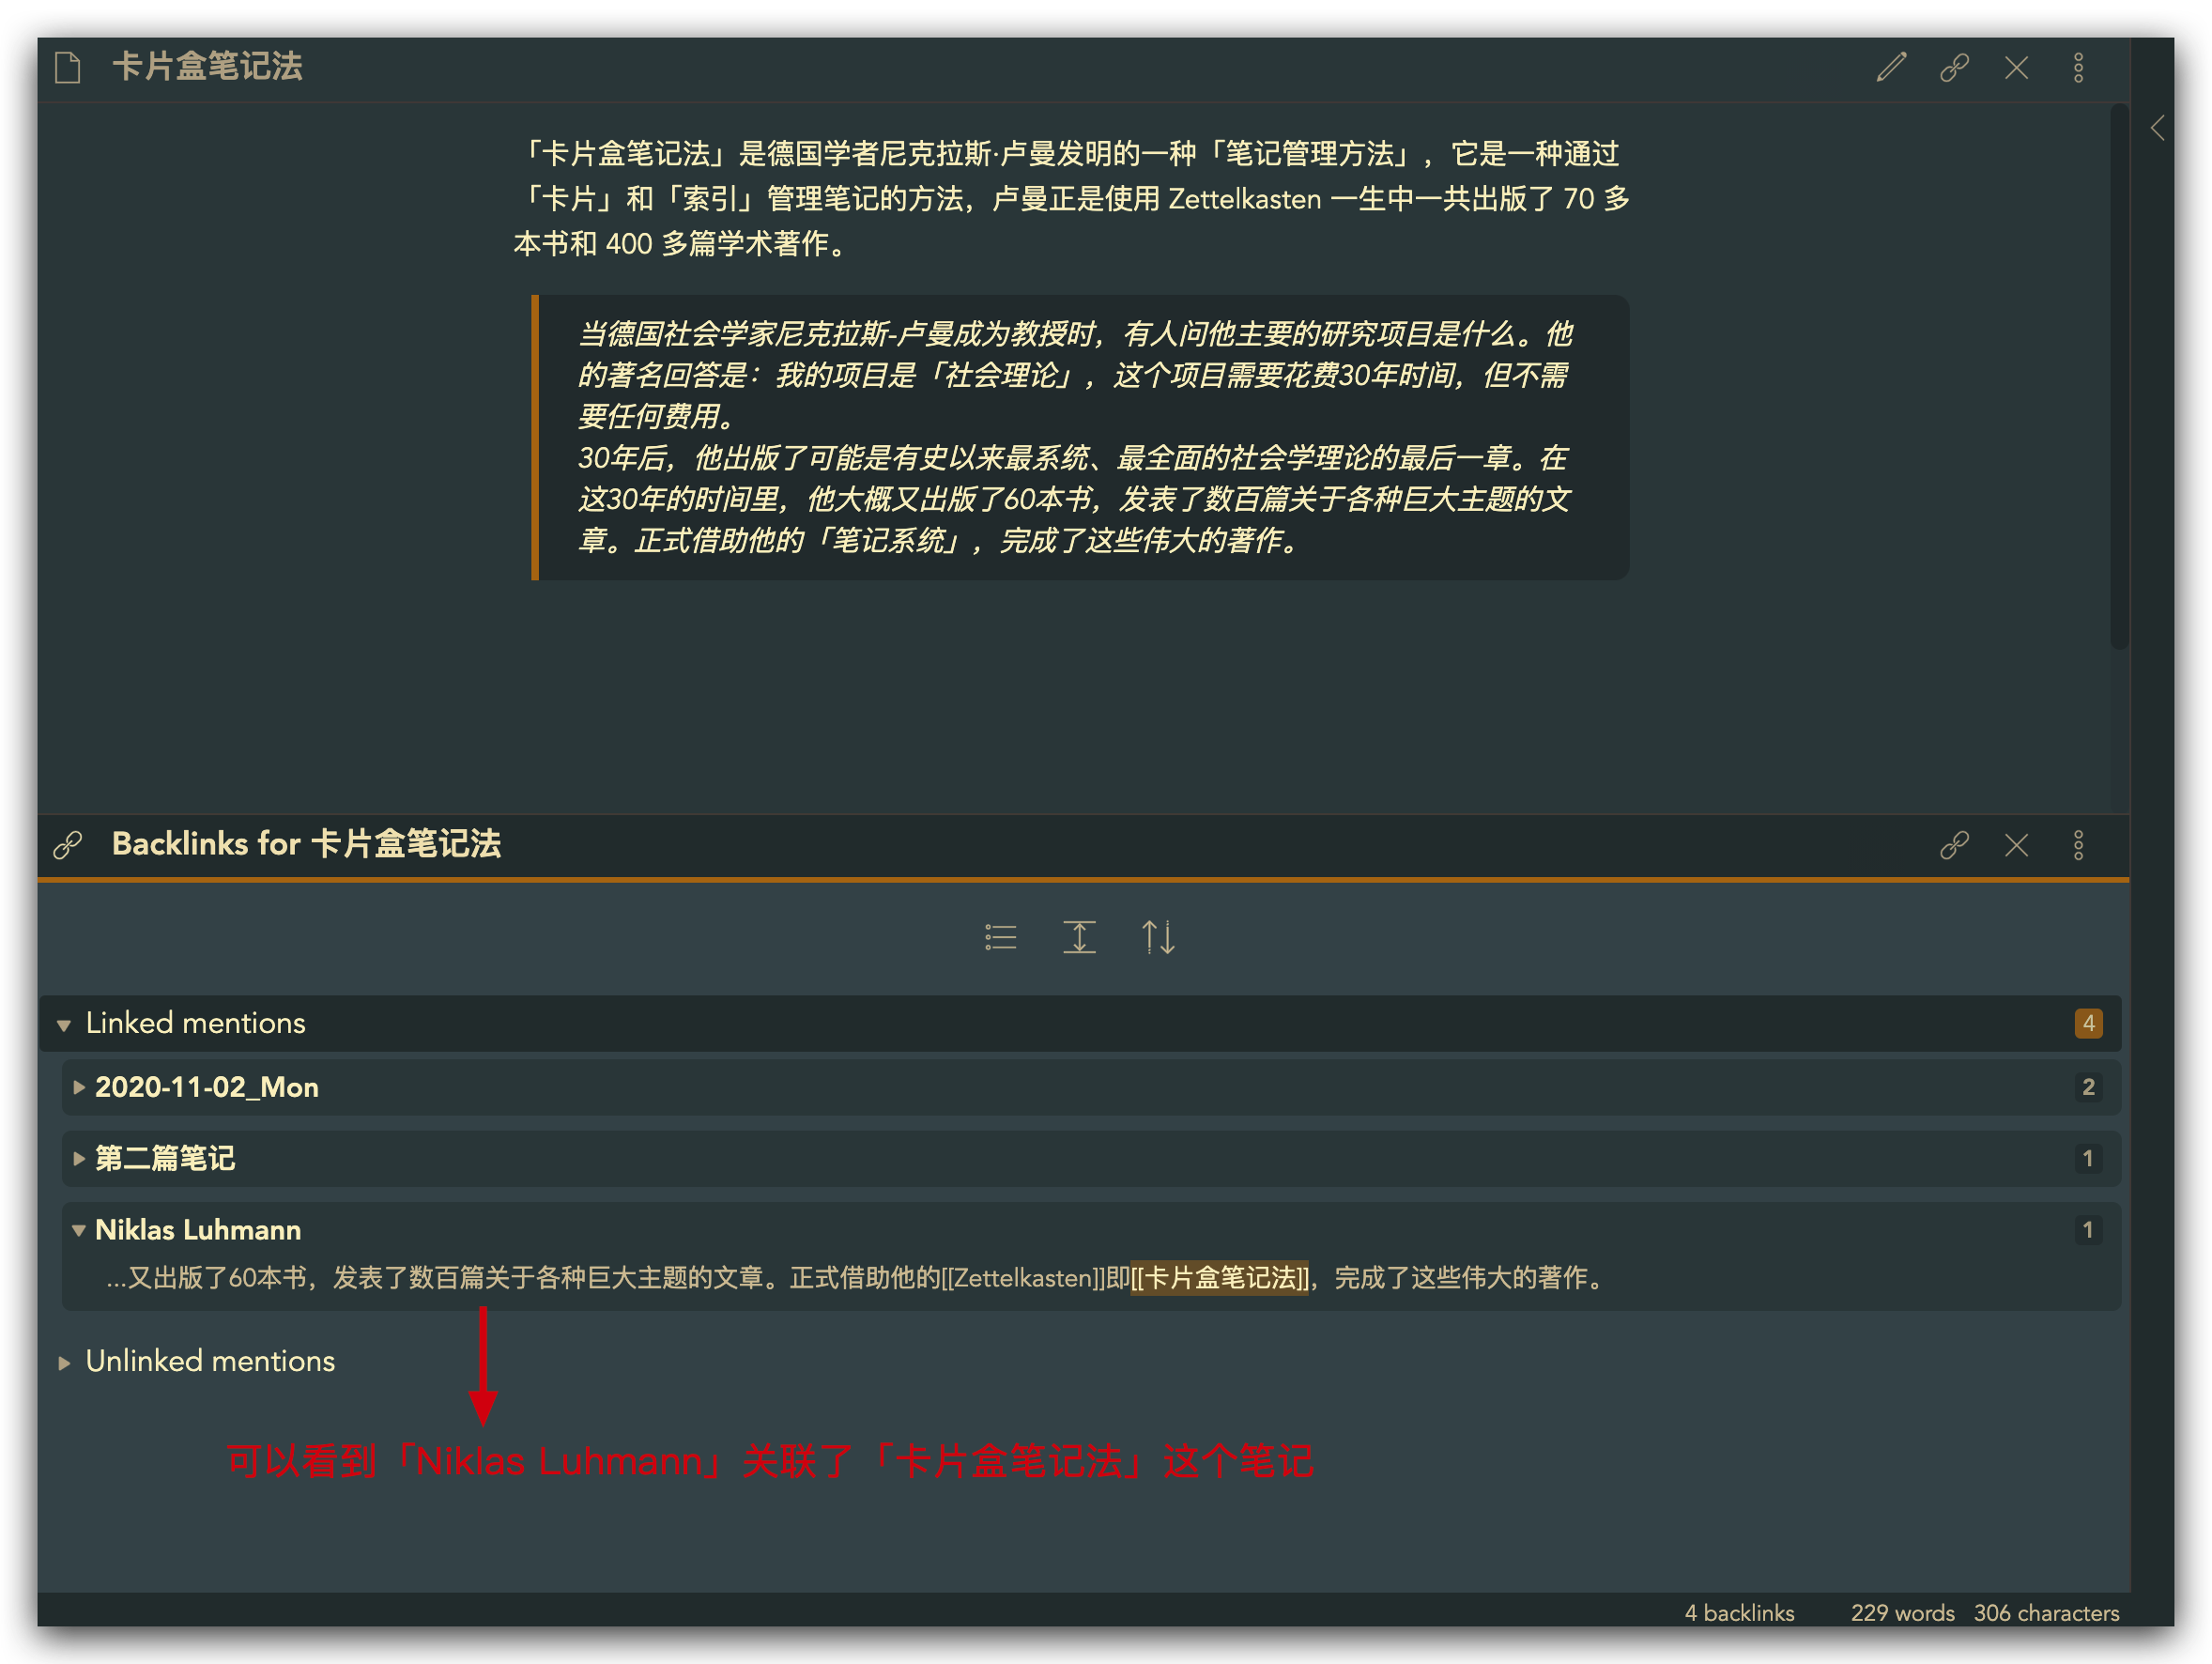 卡片盒笔记法
「卡片盒笔记法」是德国学者尼克拉斯·卢曼发明的一种「笔记管理方法」，它是一种通过
「卡片」和「索引」管理笔记的方法，卢曼正是使用 Zettelkasten 一生中一共出版了 70 多
本书和 400 多篇学术著作。
当德国社会学家尼克拉斯-卢曼成为教授时，有人问他主要的研究项目是什么。他
的著名回答是：我的项目是「社会理论」，这个项目需要花费30年时间，但不需
要任何费用。
30年后，他出版了可能是有史以来最系统、最全面的社会学理论的最后一章。在
这30年的时间里，他大概又出版了60本书，发表了数百篇关于各种巨大主题的文
章。正式借助他的「笔记系统」，完成了这些伟大的著作。
Backlinks for 卡片盒笔记法
Linked mentions 4
2020-11-02_Mon 2
第二篇笔记 1
Niklas Luhmann 1
...又出版了60本书，发表了数百篇关于各种巨大主题的文章。正式借助他的[[Zettelkasten]]即[[卡片盒笔记法]]，完成了这些伟大的著作。
Unlinked mentions
可以看到「Niklas Luhmann」关联了「卡片盒笔记法」这个笔记
4 backlinks 229 words 306 characters